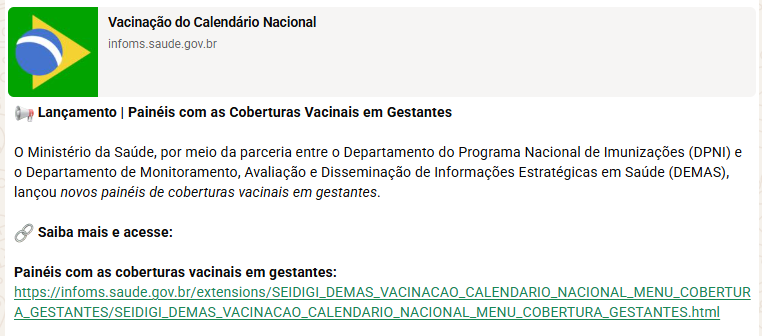 Vacinação do Calendário Nacional
infoms.saude.gov.br
📢 Lançamento | Painéis com as Coberturas Vacinais em Gestantes
O Ministério da Saúde, por meio da parceria entre o Departamento do Programa Nacional de Imunizações (DPNI) e
o Departamento de Monitoramento, Avaliação e Disseminação de Informações Estratégicas em Saúde (DEMAS),
lançou novos painéis de coberturas vacinais em gestantes.
🔗 Saiba mais e acesse:
Painéis com as coberturas vacinais em gestantes:
https://infoms.saude.gov.br/extensions/SEIDIGI_DEMAS_VACINACAO_CALENDARIO_NACIONAL_MENU_COBERTUR
A_GESTANTES/SEIDIGI_DEMAS_VACINACAO_CALENDARIO_NACIONAL_MENU_COBERTURA_GESTANTES.html